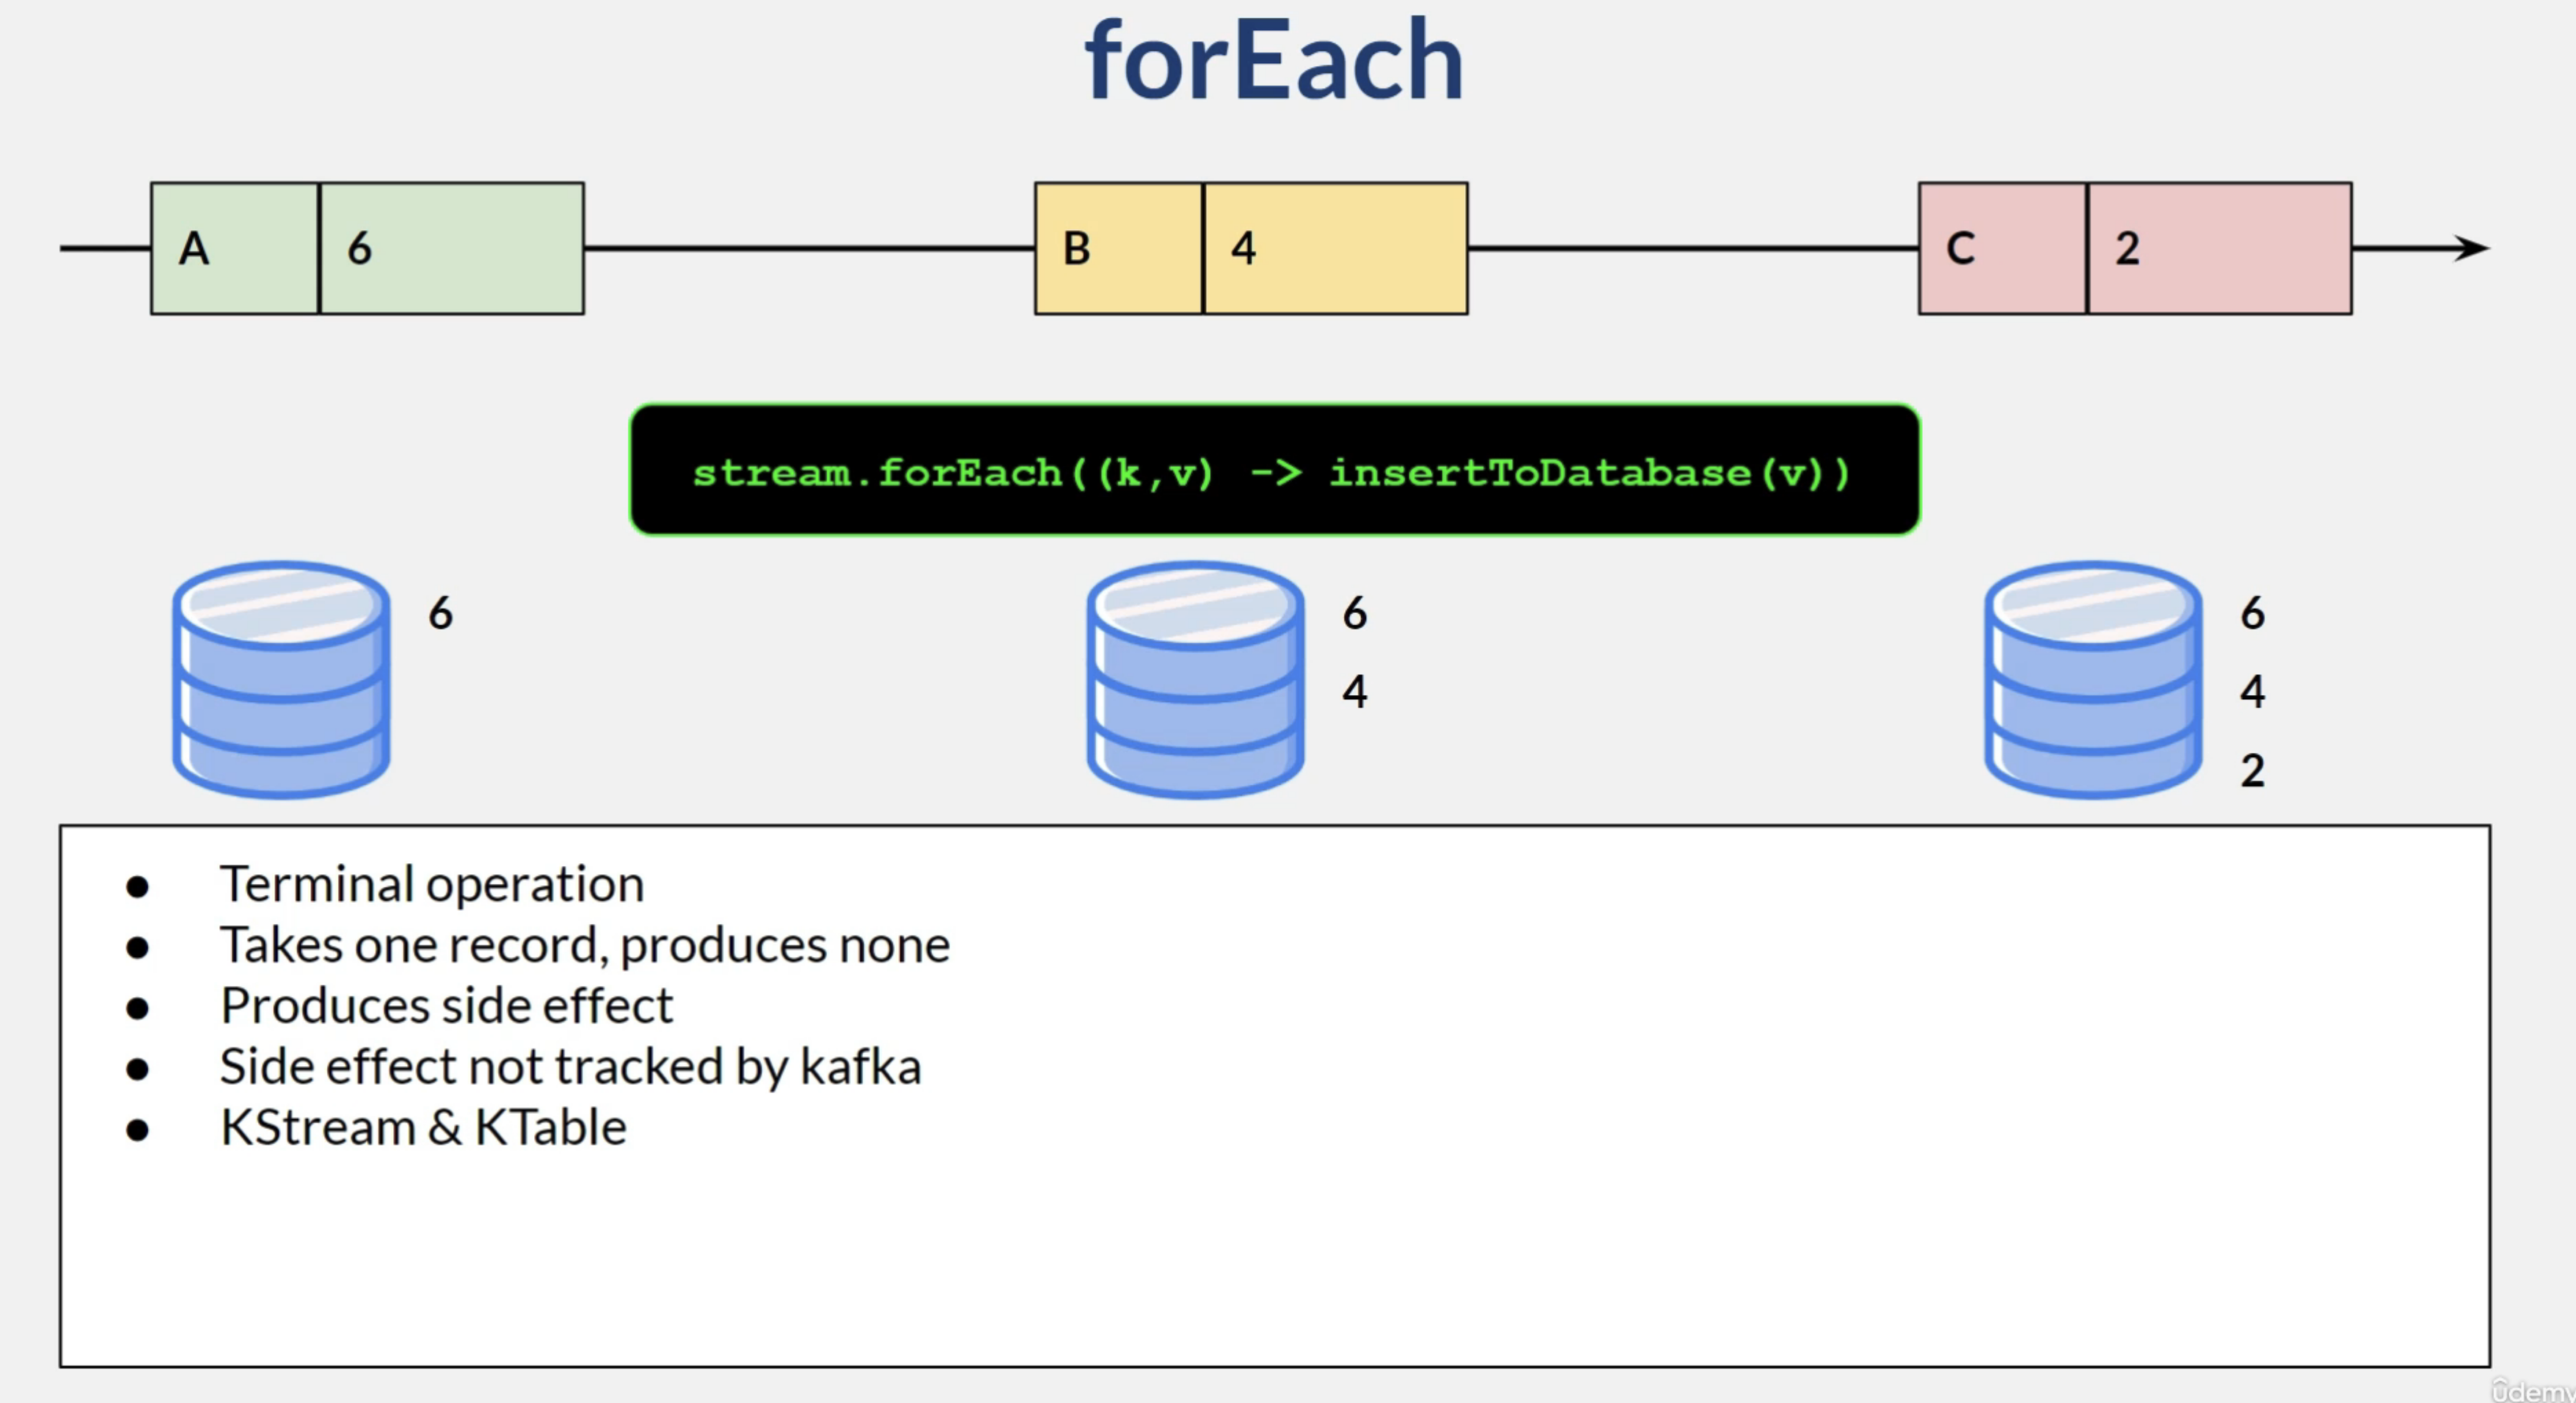 forEach
A 6
B 4
C 2
stream.forEach((k,v) -> insertToDatabase(v))
6
6
4
6
4
2
● Terminal operation
● Takes one record, produces none
● Produces side effect
● Side effect not tracked by kafka
● KStream & KTable
ûdemy